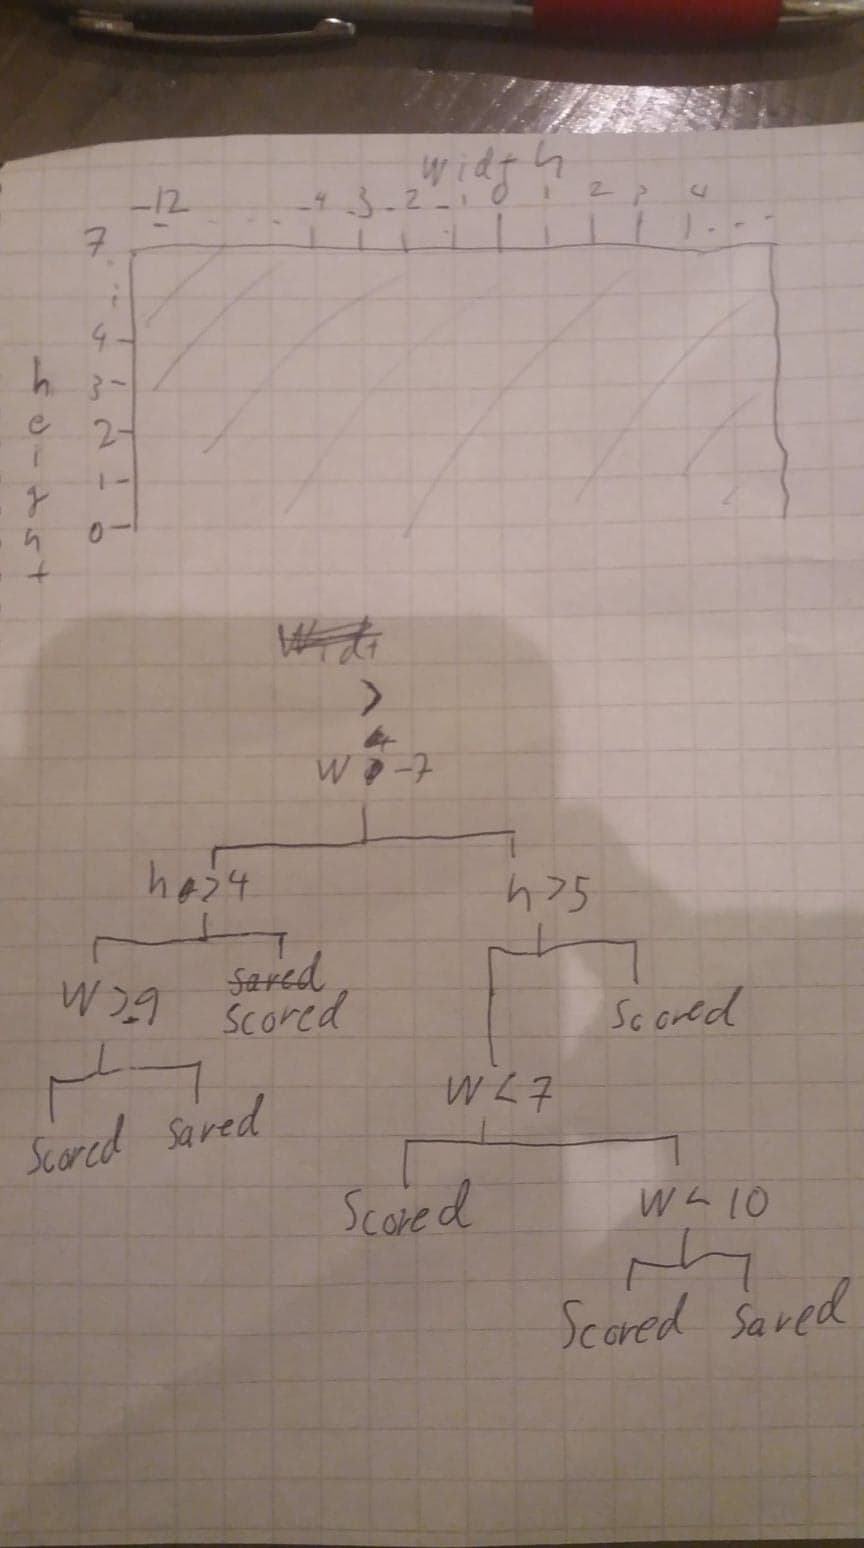 Width
-12 . . . -4 -3 -2 -1 0 1 2 3 4 . . .
7
4
3
2
1
0
height
>
w -7
h >4 h >5
w >9 saved
Scored Scored
w < 7
Scored Saved
Scored w < 10
Scored Saved